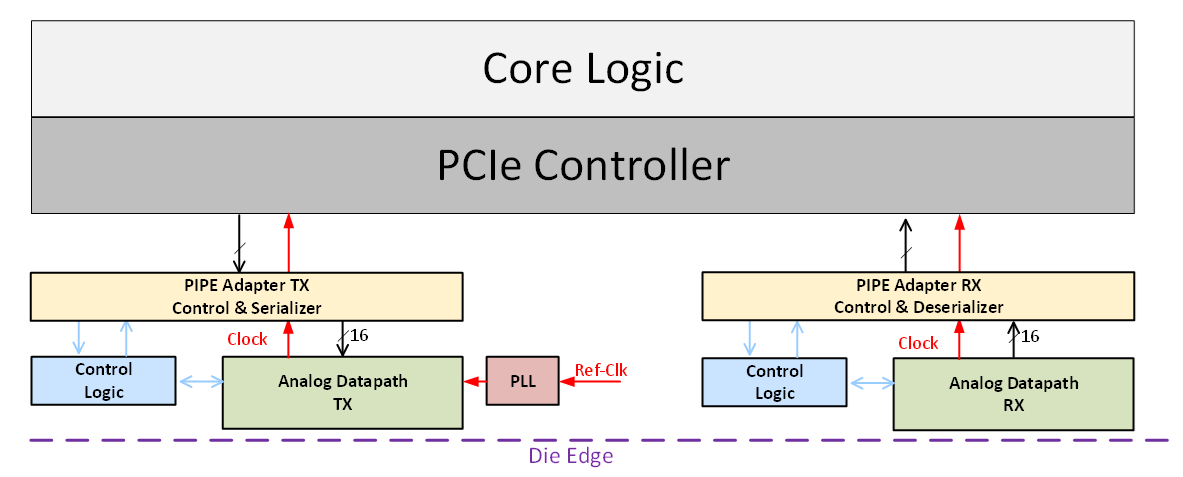 Core Logic
PCIe Controller
PIPE Adapter TX
Control & Serializer
PIPE Adapter RX
Control & Deserializer
Clock
16
Clock
16
Control
Logic
Analog Datapath
TX
PLL
Ref-Clk
Control
Logic
Analog Datapath
RX
Die Edge